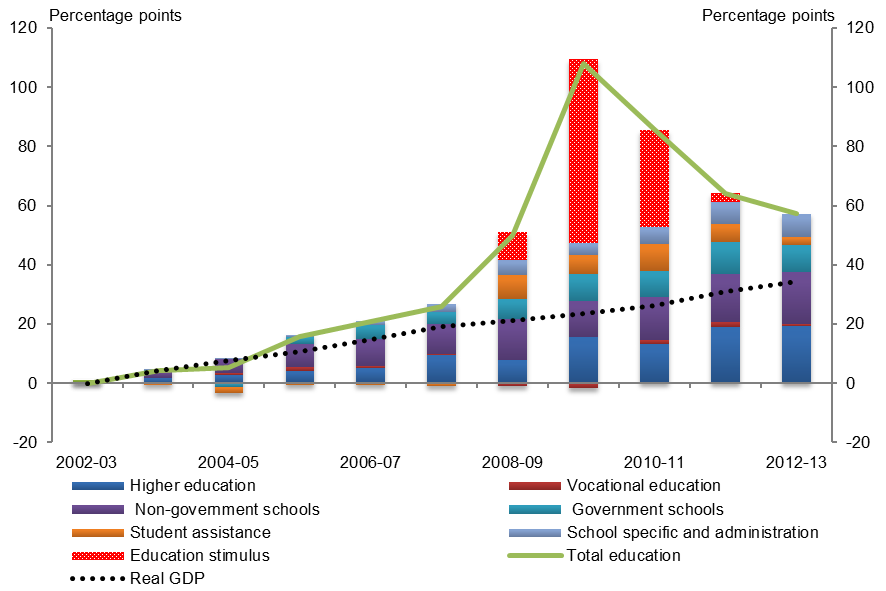 Percentage points Percentage points
120 120
100 100
80 80
60 60
40 40
20 20
0 0
-20 -20
2002-03 2004-05 2006-07 2008-09 2010-11 2012-13
Higher education Vocational education
Non-government schools Government schools
Student assistance School specific and administration
Education stimulus Total education
Real GDP